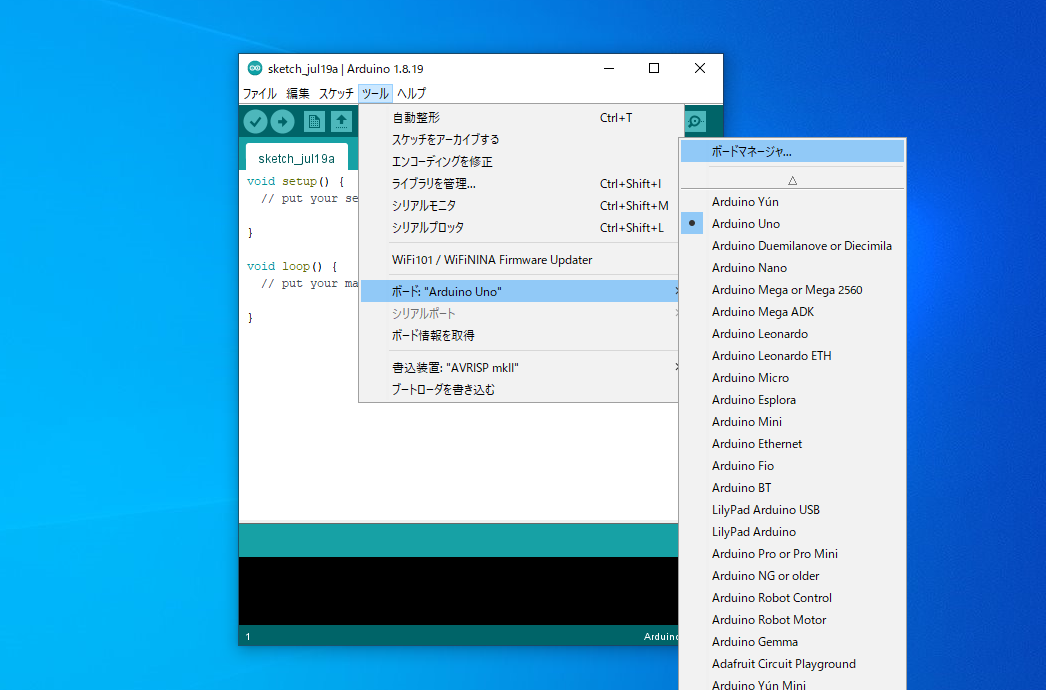 sketch_jul19a | Arduino 1.8.19
ファイル 編集 スケッチ ツール ヘルプ
sketch_jul19a
void setup() {
// put your se
}
void loop() {
// put your ma
}
自動整形 Ctrl+T
スケッチをアーカイブする
エンコーディングを修正
ライブラリを管理... Ctrl+Shift+I
シリアルモニタ Ctrl+Shift+M
シリアルプロッタ Ctrl+Shift+L
WiFi101 / WiFiNINA Firmware Updater
ボード: "Arduino Uno"
シリアルポート
ボード情報を取得
書込装置: "AVRISP mkII"
ブートローダを書き込む
ボードマネージャ...
Arduino Yún
Arduino Uno
Arduino Duemilanove or Diecimila
Arduino Nano
Arduino Mega or Mega 2560
Arduino Mega ADK
Arduino Leonardo
Arduino Leonardo ETH
Arduino Micro
Arduino Esplora
Arduino Mini
Arduino Ethernet
Arduino Fio
Arduino BT
LilyPad Arduino USB
LilyPad Arduino
Arduino Pro or Pro Mini
Arduino NG or older
Arduino Robot Control
Arduino Robot Motor
Arduino Gemma
Adafruit Circuit Playground
Arduino Yún Mini
1 Arduino